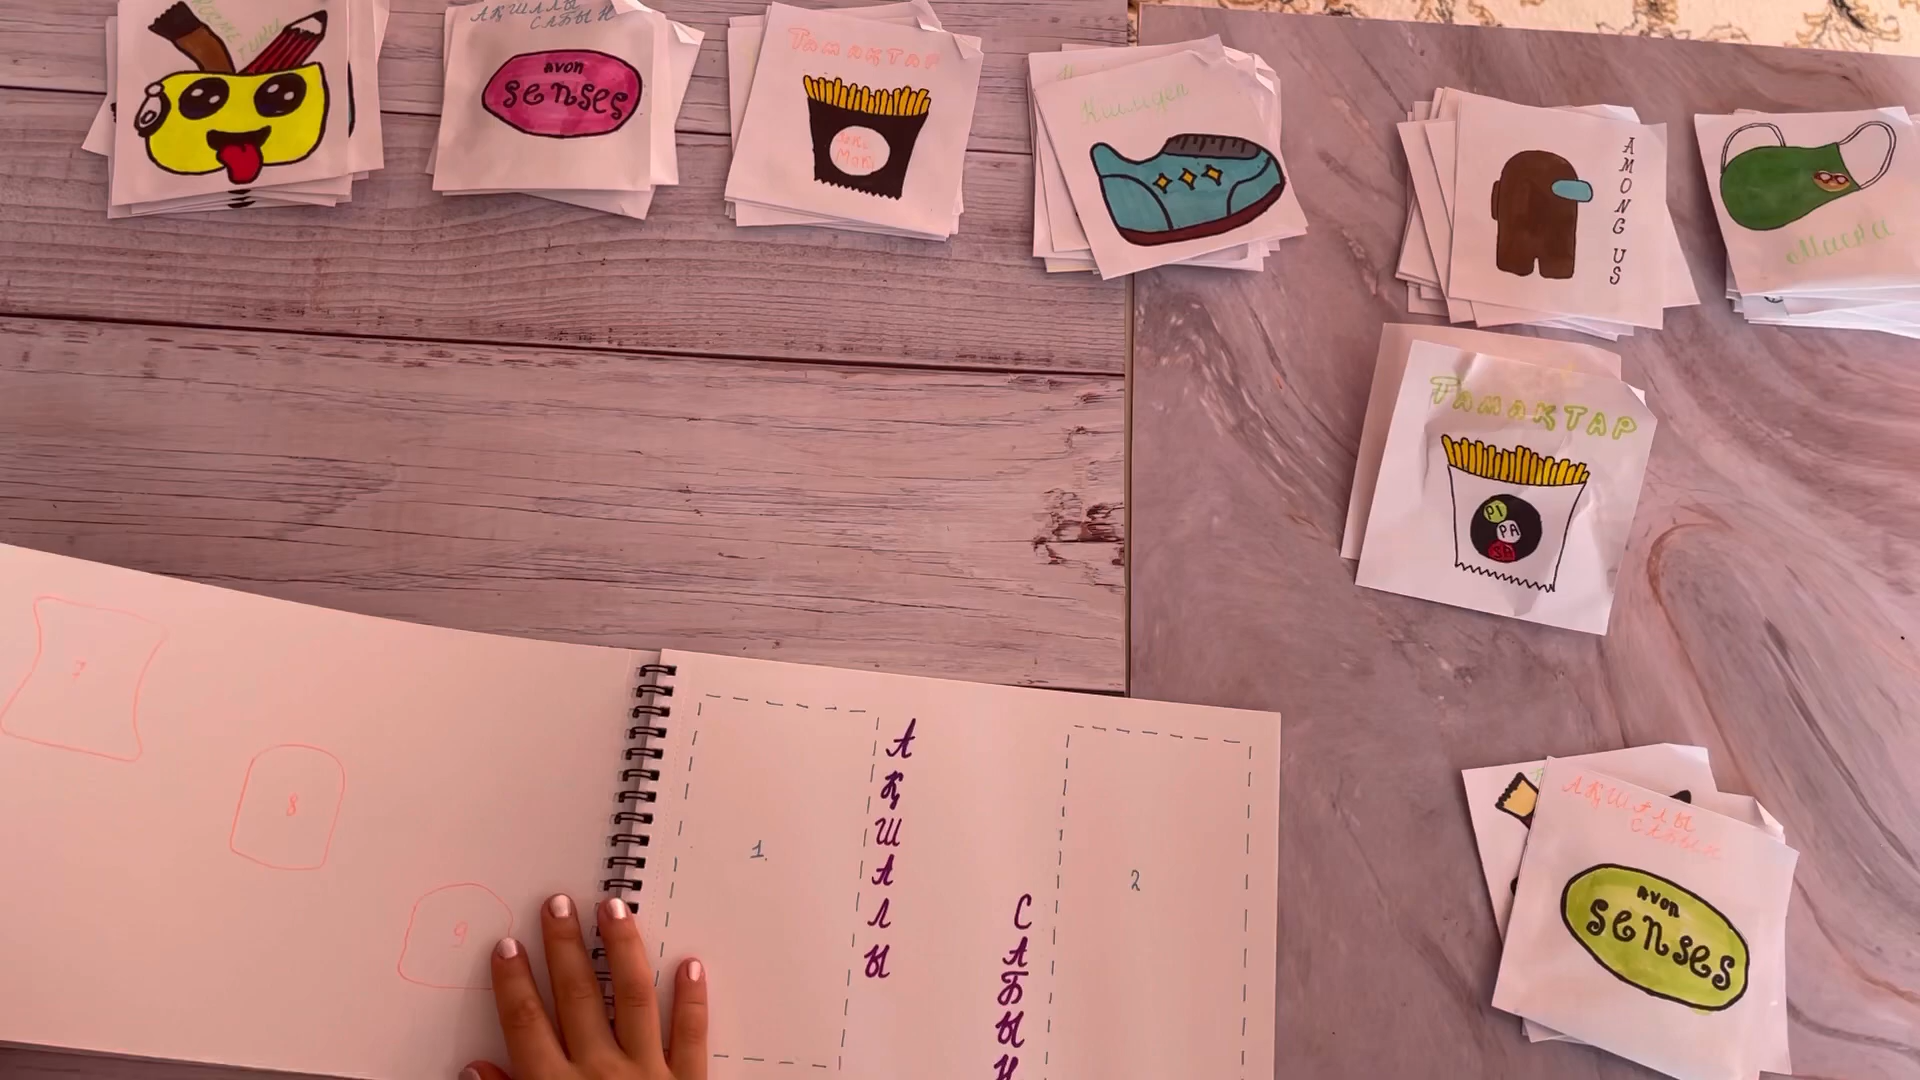 АҚШАЛЫ
САБЫН
avon
senses
ТАМАҚТАР
Киімдер
AMONG US
Маска
ТАМАҚТАР
PI
PA
SA
АҚШАЛЫ
САБЫН
avon
senses
7
8
9
1.
АҚШАЛЫ
САБЫН
2